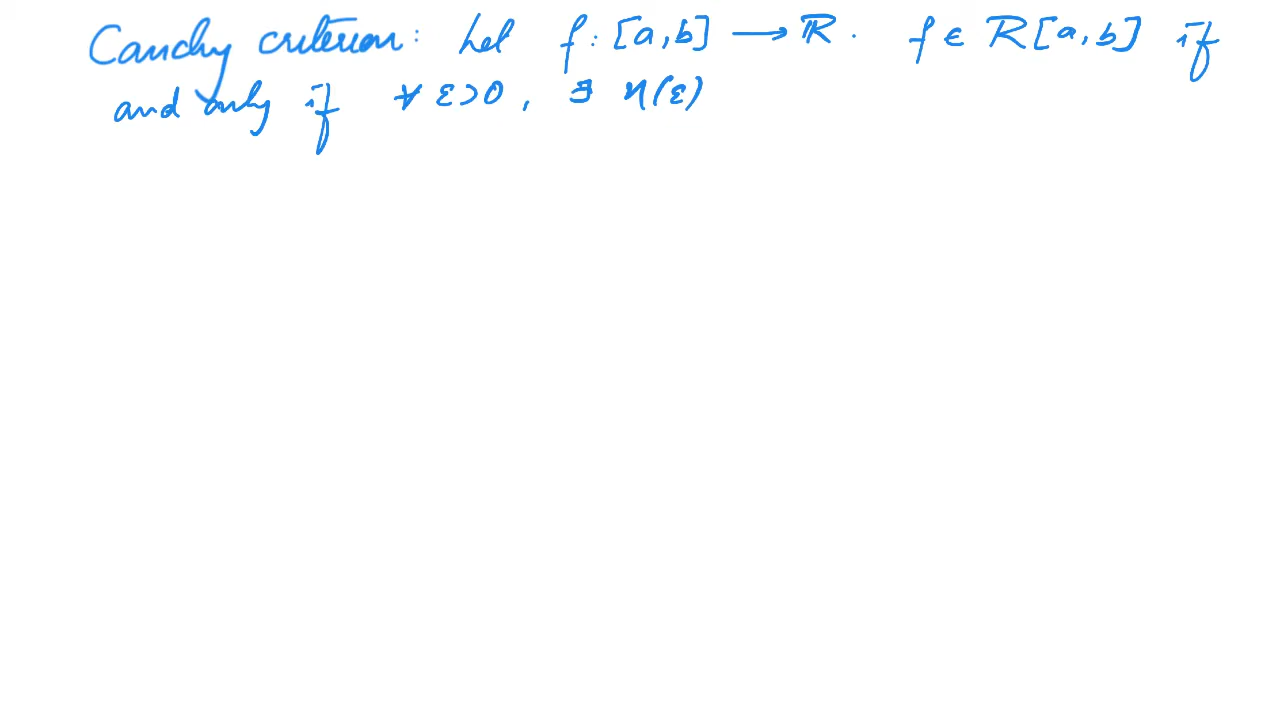 Cauchy criterion: Let f: [a,b] ⟶ ℝ. f ∈ R[a,b] if
and only if ∀ ε>0, ∃ η(ε)